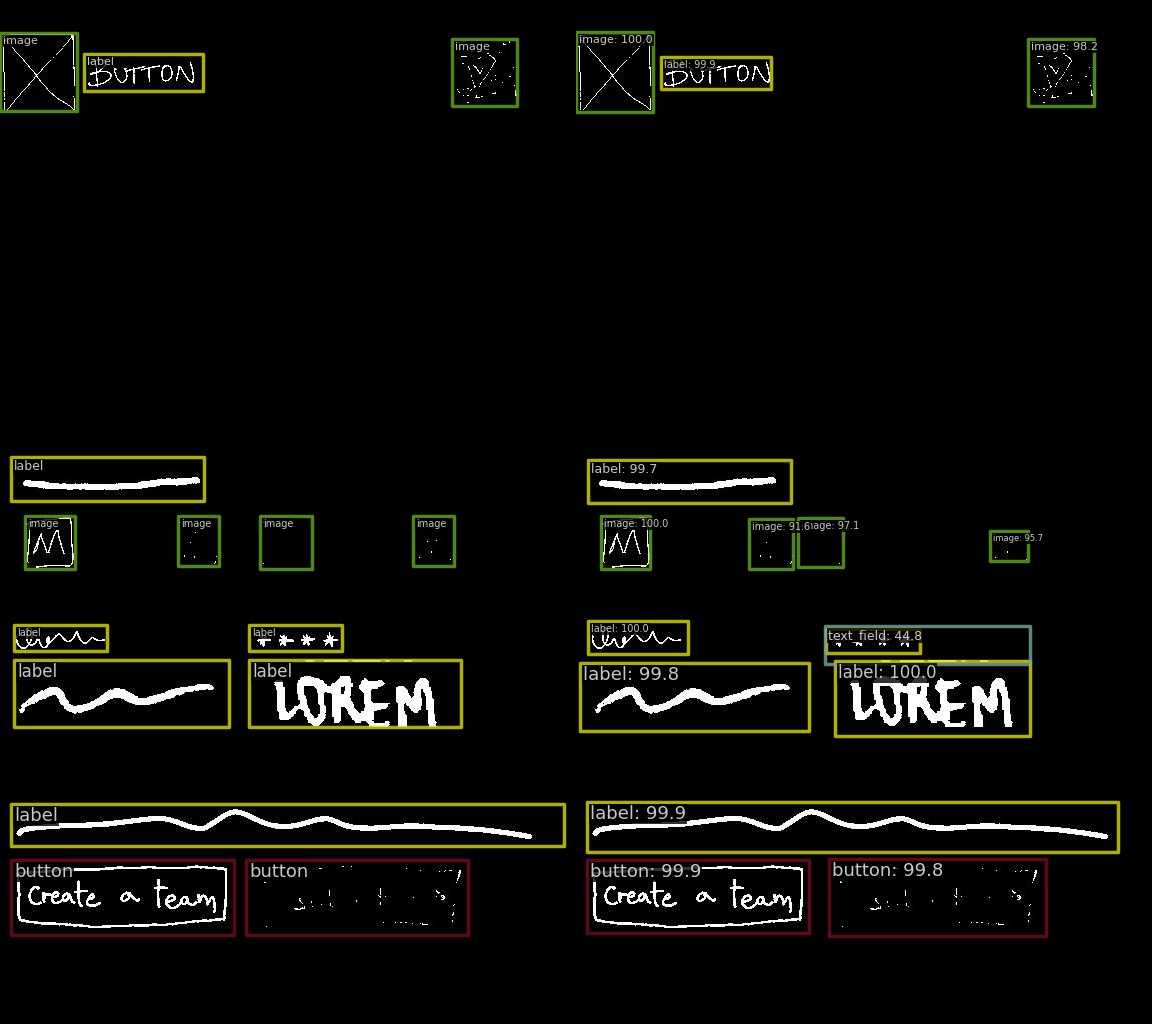 image image image: 100.0 image: 98.2
label label: 99.9
BUTTON BUTTON
label label: 99.7
image image image image image: 100.0 image: 91.6 image: 97.1 image: 95.7
M M
label label label: 100.0 text_field: 44.8
* * * *
label label label: 99.8 label: 100.0
LOREM LOREM
label label: 99.9
button button button: 99.9 button: 99.8
Create a team Create a team